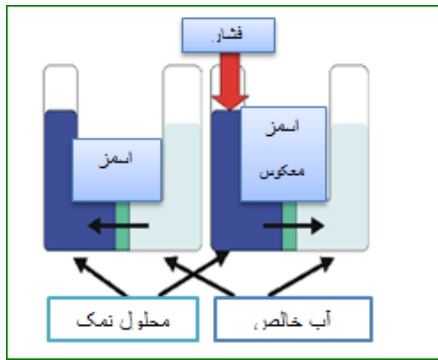 فشار
اسمز
اسمز
معکوس
آب خالص
محلول نمک